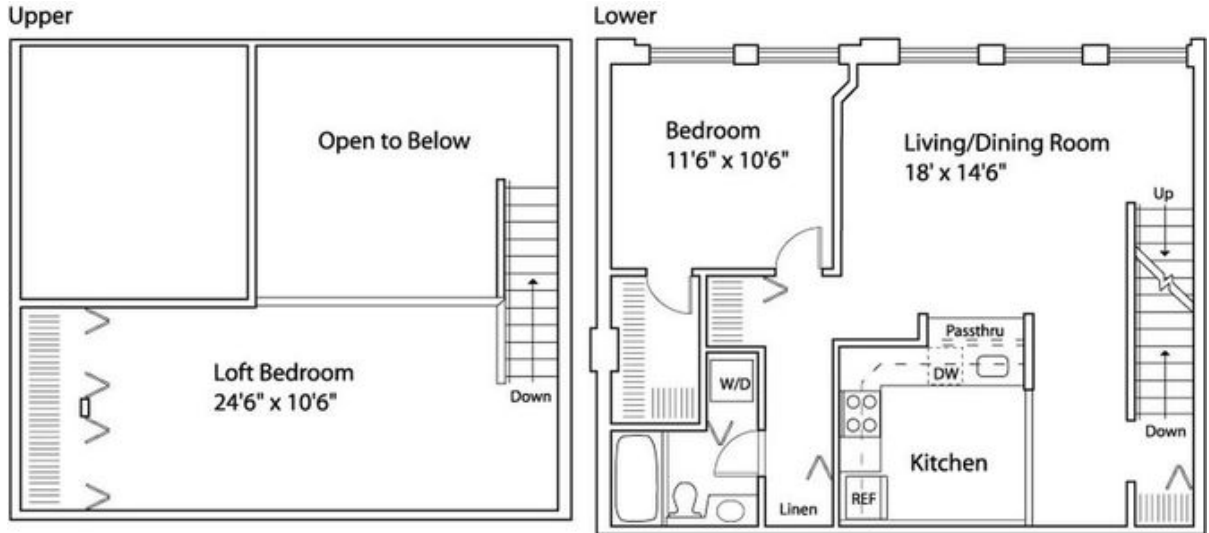 Upper
Open to Below
Loft Bedroom
24'6" x 10'6"
Down
Lower
Bedroom
11'6" x 10'6"
Living/Dining Room
18' x 14'6"
Up
Passthru
DW
W/D
Down
Kitchen
REF
Linen